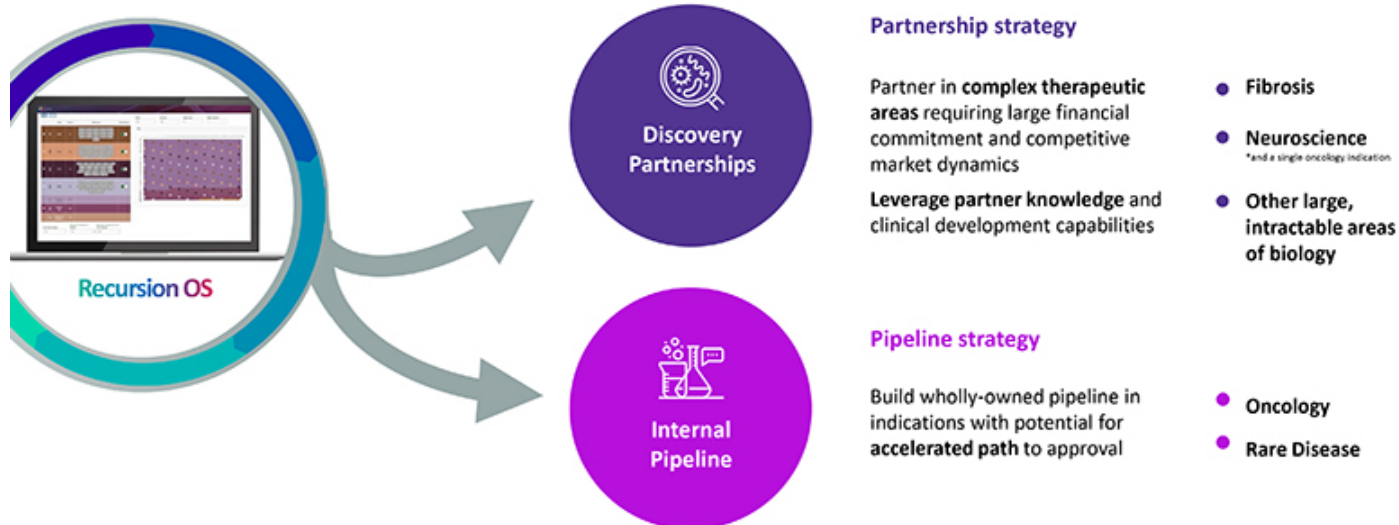 Recursion OS
Discovery
Partnerships
Partnership strategy
Partner in complex therapeutic
areas requiring large financial
commitment and competitive
market dynamics
Leverage partner knowledge and
clinical development capabilities
Fibrosis
Neuroscience
*and a single oncology indication
Other large,
intractable areas
of biology
Internal
Pipeline
Pipeline strategy
Build wholly-owned pipeline in
indications with potential for
accelerated path to approval
Oncology
Rare Disease